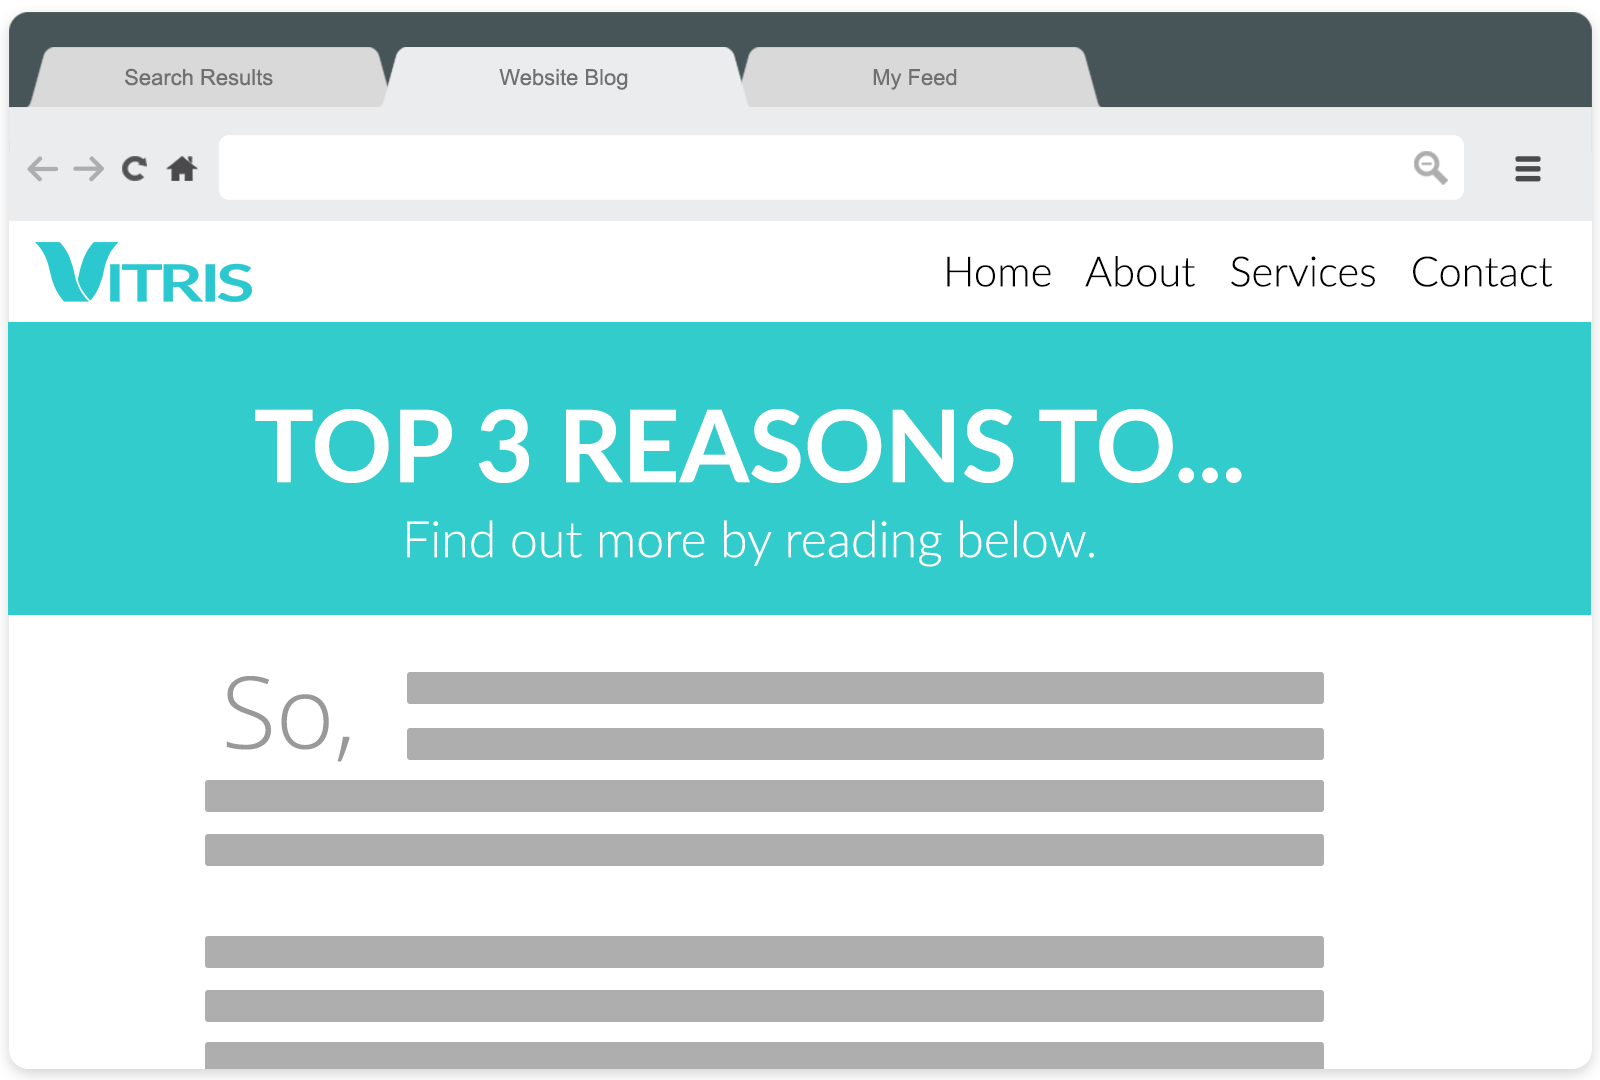 Search Results
Website Blog
My Feed
VITRIS
Home About Services Contact
TOP 3 REASONS TO...
Find out more by reading below.
So,